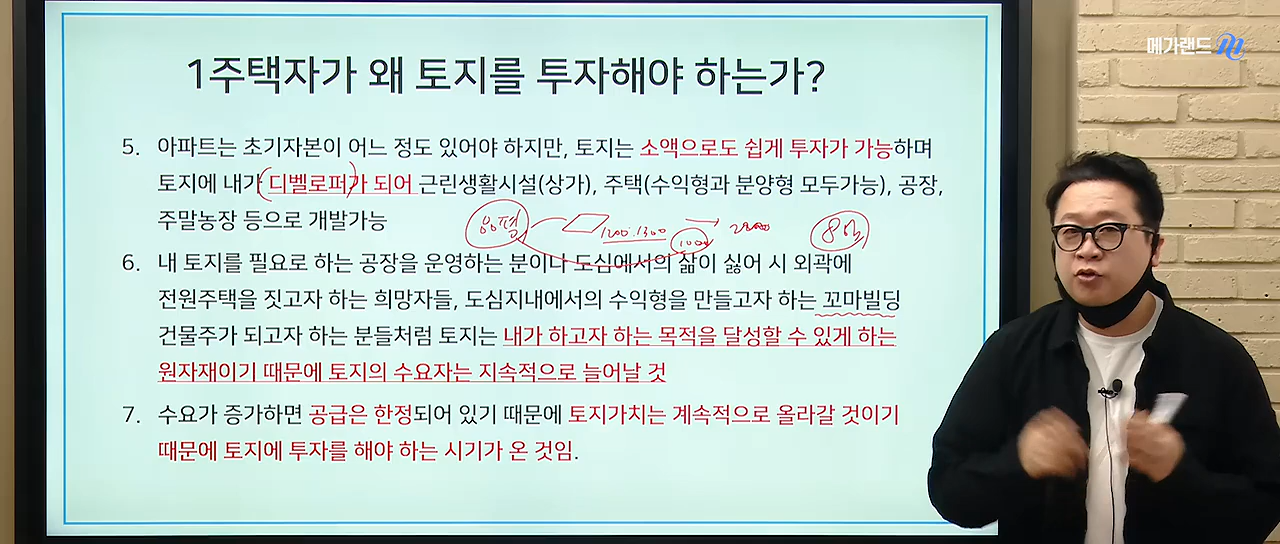 메가랜드
1주택자가 왜 토지를 투자해야 하는가?
5. 아파트는 초기자본이 어느 정도 있어야 하지만, 토지는 소액으로도 쉽게 투자가 가능하며
토지에 내가 디벨로퍼가 되어 근린생활시설(상가), 주택(수익형과 분양형 모두가능), 공장,
주말농장 등으로 개발가능
1200.1300
6. 내 토지를 필요로 하는 공장을 운영하는 분이나 도심에서의 삶이 싫어 시 외곽에
전원주택을 짓고자 하는 희망자들, 도심지내에서의 수익형을 만들고자 하는 꼬마빌딩
건물주가 되고자 하는 분들처럼 토지는 내가 하고자 하는 목적을 달성할 수 있게 하는
원자재이기 때문에 토지의 수요자는 지속적으로 늘어날 것
7. 수요가 증가하면 공급은 한정되어 있기 때문에 토지가치는 계속적으로 올라갈 것이기
때문에 토지에 투자를 해야 하는 시기가 온 것임.